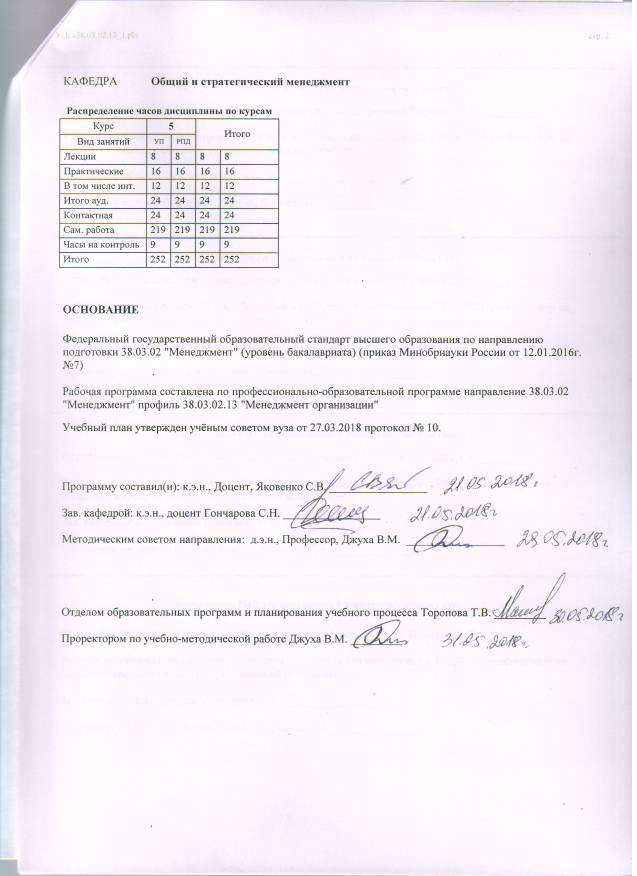 стр. 2
КАФЕДРА Общий и стратегический менеджмент
Распределение часов дисциплины по курсам
Курс 5 Итого
Вид занятий УП РПД
Лекции 8 8 8 8
Практические 16 16 16 16
В том числе инт. 12 12 12 12
Итого ауд. 24 24 24 24
Контактная 24 24 24 24
Сам. работа 219 219 219 219
Часы на контроль 9 9 9 9
Итого 252 252 252 252
ОСНОВАНИЕ
Федеральный государственный образовательный стандарт высшего образования по направлению
подготовки 38.03.02 "Менеджмент" (уровень бакалавриата) (приказ Минобрнауки России от 12.01.2016г.
№7)
Рабочая программа составлена по профессионально-образовательной программе направление 38.03.02
"Менеджмент" профиль 38.03.02.13 "Менеджмент организации"
Учебный план утвержден учёным советом вуза от 27.03.2018 протокол № 10.
Программу составил(и): к.э.н., Доцент, Яковенко С.В. 21.05.2018г
Зав. кафедрой: к.э.н., доцент Гончарова С.Н. 21.05.2018г
Методическим советом направления: д.э.н., Профессор, Джуха В.М. 29.05.2018г
Отделом образовательных программ и планирования учебного процесса Торопова Т.В. 30.05.2018г
Проректором по учебно-методической работе Джуха В.М. 31.05.2018г.